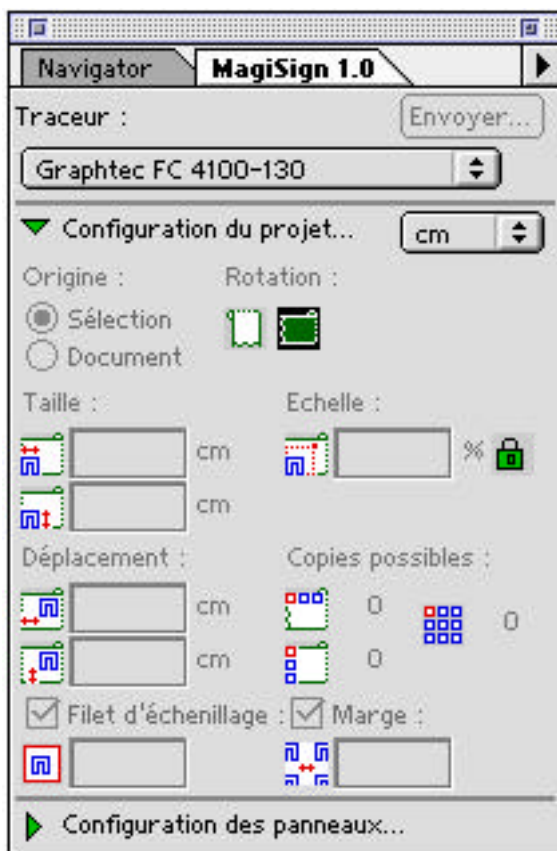 Navigator MagiSign 1.0
Traceur : Envoyer...
Graphtec FC 4100-130
Configuration du projet... cm
Origine : Rotation :
Sélection
Document
Taille : Echelle :
cm %
cm
Déplacement : Copies possibles :
cm 0 0
cm 0
Filet d'échenillage : Marge :
Configuration des panneaux...